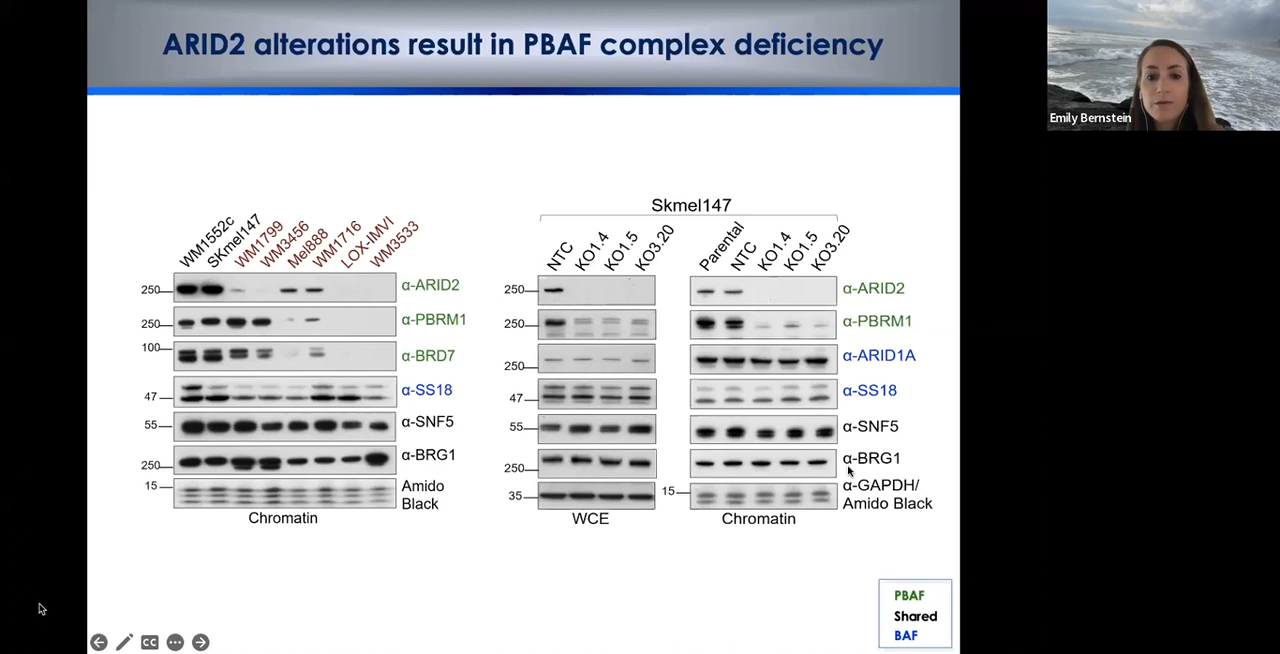 ARID2 alterations result in PBAF complex deficiency
Emily Bernstein
WM1552c
SKmel147
WM1799
WM3456
Mel888
WM1716
LOX-IMVI
WM3533
250
α-ARID2
250
α-PBRM1
100
α-BRD7
47
α-SS18
55
α-SNF5
250
α-BRG1
15
Amido
Black
Chromatin
Skmel147
NTC
KO1.4
KO1.5
KO3.20
250
250
250
47
55
250
35
WCE
Parental
NTC
KO1.4
KO1.5
KO3.20
α-ARID2
α-PBRM1
α-ARID1A
α-SS18
α-SNF5
α-BRG1
15
α-GAPDH/
Amido Black
Chromatin
PBAF
Shared
BAF
CC